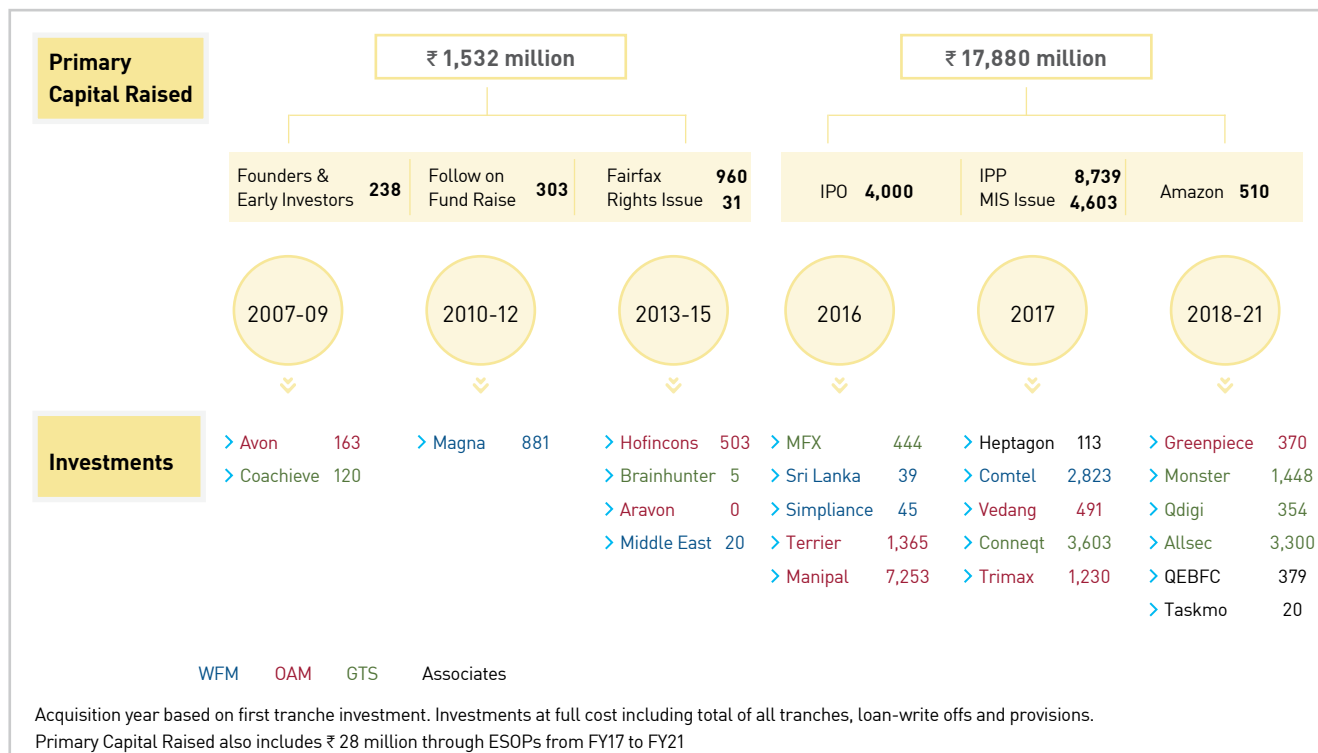 Primary
Capital Raised
₹ 1,532 million
₹ 17,880 million
Founders &
Early Investors 238
Follow on
Fund Raise 303
Fairfax 960
Rights Issue 31
IPO 4,000
IPP 8,739
MIS Issue 4,603
Amazon 510
2007-09
2010-12
2013-15
2016
2017
2018-21
Investments
Avon 163
Coachieve 120
Magna 881
Hofincons 503
Brainhunter 5
Aravon 0
Middle East 20
MFX 444
Sri Lanka 39
Simpliance 45
Terrier 1,365
Manipal 7,253
Heptagon 113
Comtel 2,823
Vedang 491
Conneqt 3,603
Trimax 1,230
Greenpiece 370
Monster 1,448
Qdigi 354
Allsec 3,300
QEBFC 379
Taskmo 20
WFM OAM GTS Associates
Acquisition year based on first tranche investment. Investments at full cost including total of all tranches, loan-write offs and provisions.
Primary Capital Raised also includes ₹ 28 million through ESOPs from FY17 to FY21